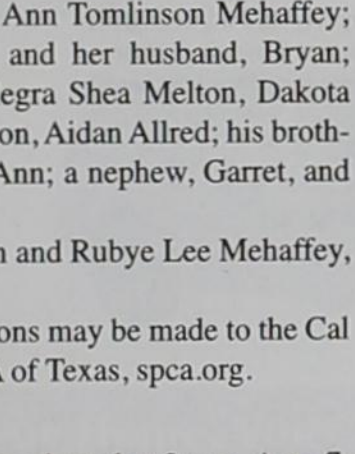 Ann Tomlinson Mehaffey;
and her husband, Bryan;
egra Shea Melton, Dakota
on, Aidan Allred; his broth-
Ann; a nephew, Garret, and
and Rubye Lee Mehaffey,
ons may be made to the Cal
of Texas, spca.org.